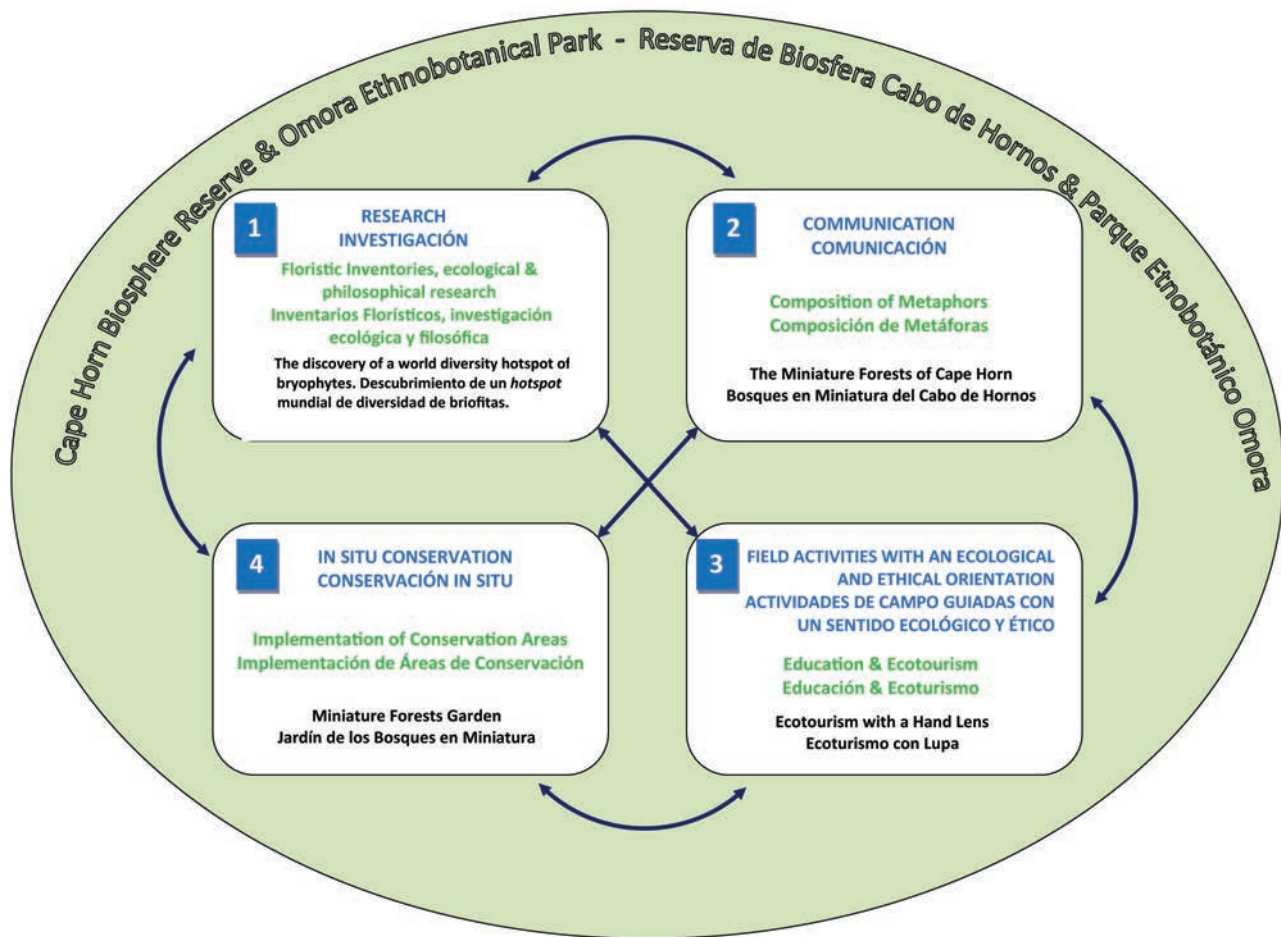 Cape Horn Biosphere Reserve & Omora Ethnobotanical Park - Reserva de Biosfera Cabo de Hornos & Parque Etnobotánico Omora
1
RESEARCH
INVESTIGACIÓN
Floristic Inventories, ecological &
philosophical research
Inventarios Florísticos, investigación
ecológica y filosófica
The discovery of a world diversity hotspot of
bryophytes. Descubrimiento de un hotspot
mundial de diversidad de briofitas.
2
COMMUNICATION
COMUNICACIÓN
Composition of Metaphors
Composición de Metáforas
The Miniature Forests of Cape Horn
Bosques en Miniatura del Cabo de Hornos
4
IN SITU CONSERVATION
CONSERVACIÓN IN SITU
Implementation of Conservation Areas
Implementación de Áreas de Conservación
Miniature Forests Garden
Jardín de los Bosques en Miniatura
3
FIELD ACTIVITIES WITH AN ECOLOGICAL
AND ETHICAL ORIENTATION
ACTIVIDADES DE CAMPO GUIADAS CON
UN SENTIDO ECOLÓGICO Y ÉTICO
Education & Ecotourism
Educación & Ecoturismo
Ecotourism with a Hand Lens
Ecoturismo con Lupa